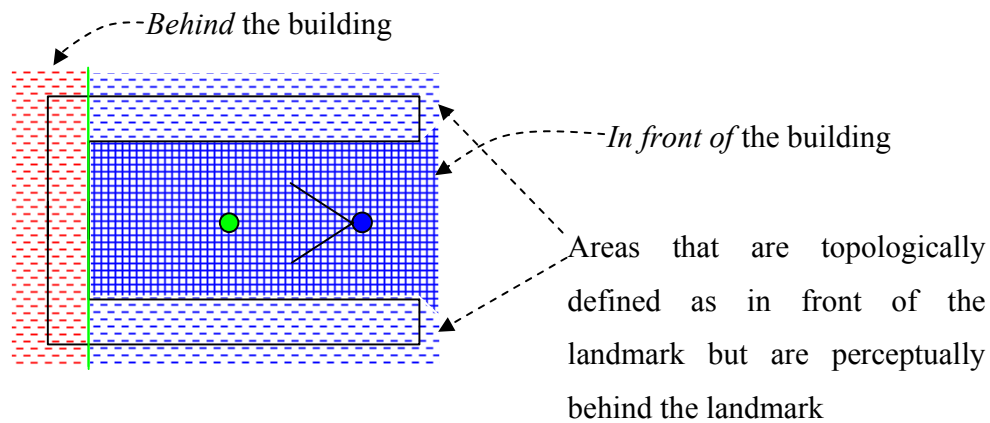 Behind the building
In front of the building
Areas that are topologically
defined as in front of the
landmark but are perceptually
behind the landmark